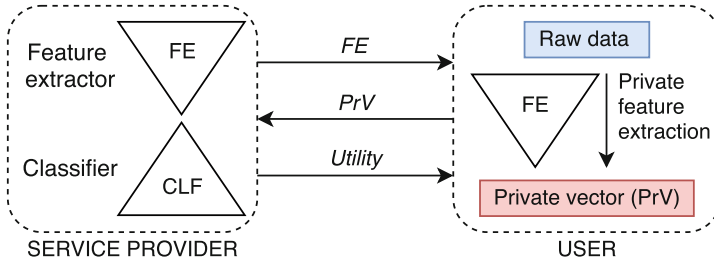 Feature
extractor
FE
Classifier
CLF
SERVICE PROVIDER
FE
PrV
Utility
Raw data
FE
Private
feature
extraction
Private vector (PrV)
USER